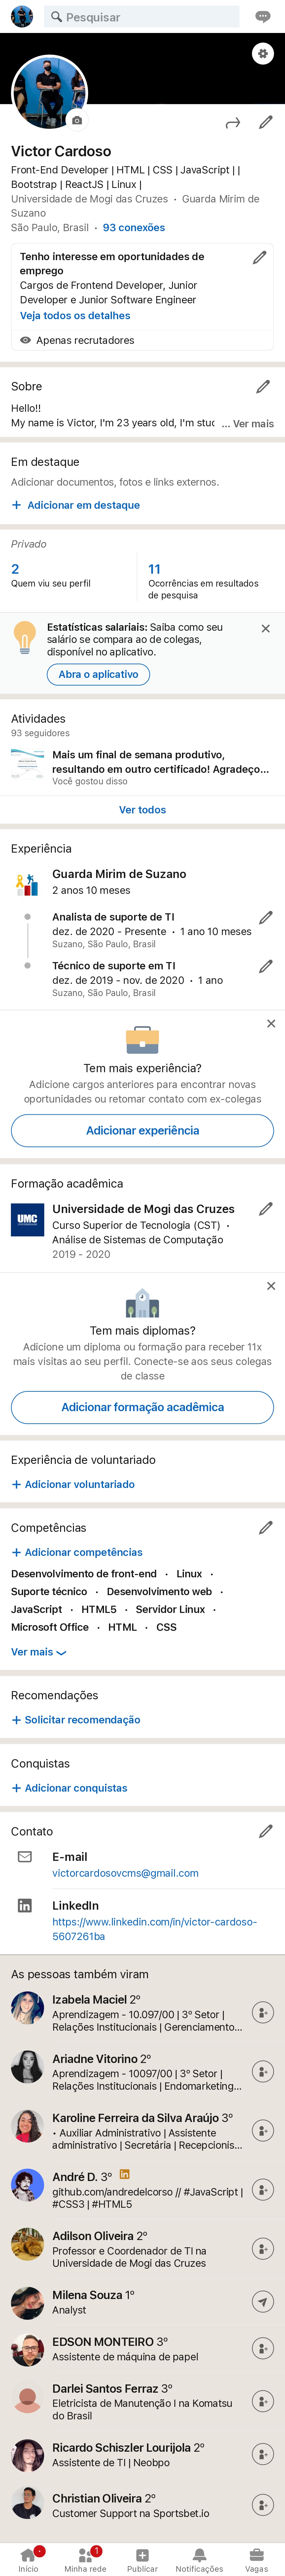 Pesquisar
Victor Cardoso
Front-End Developer | HTML | CSS | JavaScript | |
Bootstrap | ReactJS | Linux |
Universidade de Mogi das Cruzes • Guarda Mirim de
Suzano
São Paulo, Brasil • 93 conexões
Tenho interesse em oportunidades de
emprego
Cargos de Frontend Developer, Junior
Developer e Junior Software Engineer
Veja todos os detalhes
Apenas recrutadores
Sobre
Hello!!
My name is Victor, I'm 23 years old, I'm stuc ... Ver mais
Em destaque
Adicionar documentos, fotos e links externos.
+ Adicionar em destaque
Privado
2
Quem viu seu perfil
11
Ocorrências em resultados
de pesquisa
Estatísticas salariais: Saiba como seu
salário se compara ao de colegas,
disponível no aplicativo.
Abra o aplicativo
Atividades
93 seguidores
Mais um final de semana produtivo,
resultando em outro certificado! Agradeço...
Você gostou disso
Ver todos
Experiência
Guarda Mirim de Suzano
2 anos 10 meses
Analista de suporte de TI
dez. de 2020 - Presente • 1 ano 10 meses
Suzano, São Paulo, Brasil
Técnico de suporte em TI
dez. de 2019 - nov. de 2020 • 1 ano
Suzano, São Paulo, Brasil
Tem mais experiência?
Adicione cargos anteriores para encontrar novas
oportunidades ou retomar contato com ex-colegas
Adicionar experiência
Formação acadêmica
UMC
Universidade de Mogi das Cruzes
Curso Superior de Tecnologia (CST) •
Análise de Sistemas de Computação
2019 - 2020
Tem mais diplomas?
Adicione um diploma ou formação para receber 11x
mais visitas ao seu perfil. Conecte-se aos seus colegas
de classe
Adicionar formação acadêmica
Experiência de voluntariado
+ Adicionar voluntariado
Competências
+ Adicionar competências
Desenvolvimento de front-end • Linux •
Suporte técnico • Desenvolvimento web •
JavaScript • HTML5 • Servidor Linux •
Microsoft Office • HTML • CSS
Ver mais
Recomendações
+ Solicitar recomendação
Conquistas
+ Adicionar conquistas
Contato
E-mail
victorcardosovcms@gmail.com
LinkedIn
https://www.linkedin.com/in/victor-cardoso-
5607261ba
As pessoas também viram
Izabela Maciel 2º
Aprendizagem - 10.097/00 | 3º Setor |
Relações Institucionais | Gerenciamento...
Ariadne Vitorino 2º
Aprendizagem - 10097/00 | 3º Setor |
Relações Institucionais | Endomarketing...
Karoline Ferreira da Silva Araújo 3º
• Auxiliar Administrativo | Assistente
administrativo | Secretária | Recepcionis...
André D. 3º
github.com/andredelcorso // #JavaScript |
#CSS3 | #HTML5
Adilson Oliveira 2º
Professor e Coordenador de TI na
Universidade de Mogi das Cruzes
Milena Souza 1º
Analyst
EDSON MONTEIRO 3º
Assistente de máquina de papel
Darlei Santos Ferraz 3º
Eletricista de Manutenção I na Komatsu
do Brasil
Ricardo Schiszler Lourijola 2º
Assistente de TI | Neobpo
Christian Oliveira 2º
Customer Support na Sportsbet.io
1
Início
Minha rede
Publicar
Notificações
Vagas